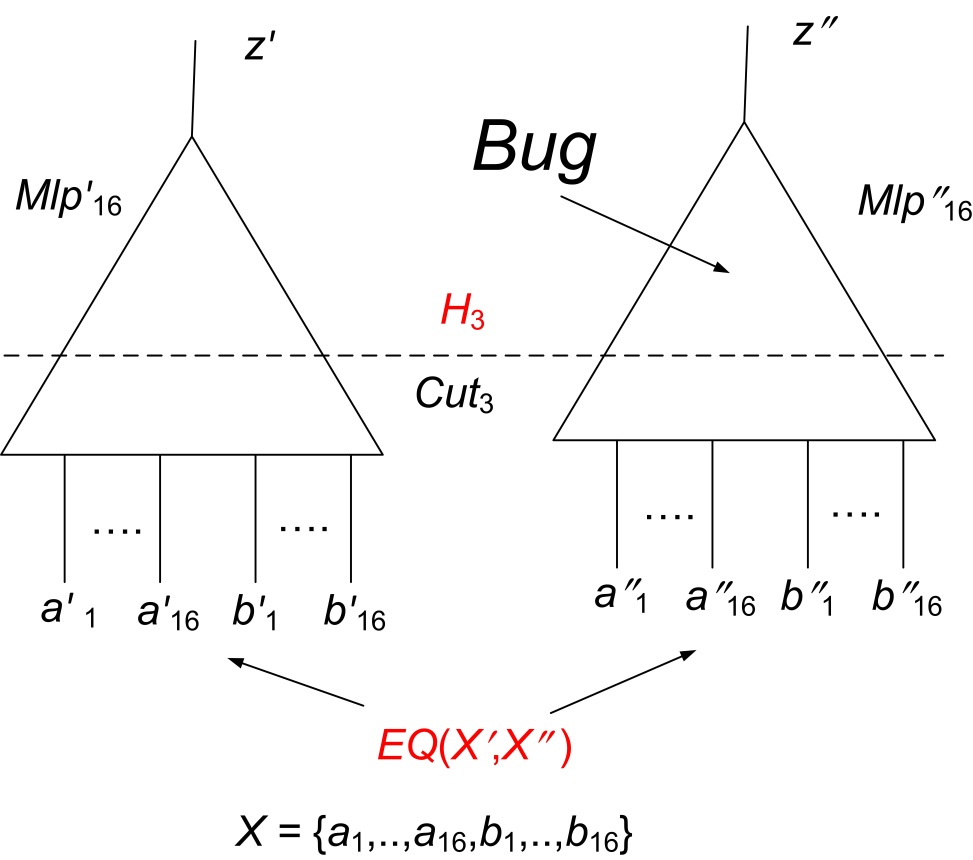 z′ z″
Bug
Mlp′16 Mlp″16
H3
Cut3
.... .... .... ....
a′1 a′16 b′1 b′16 a″1 a″16 b″1 b″16
EQ(X′,X″)
X = {a1,..,a16,b1,..,b16}